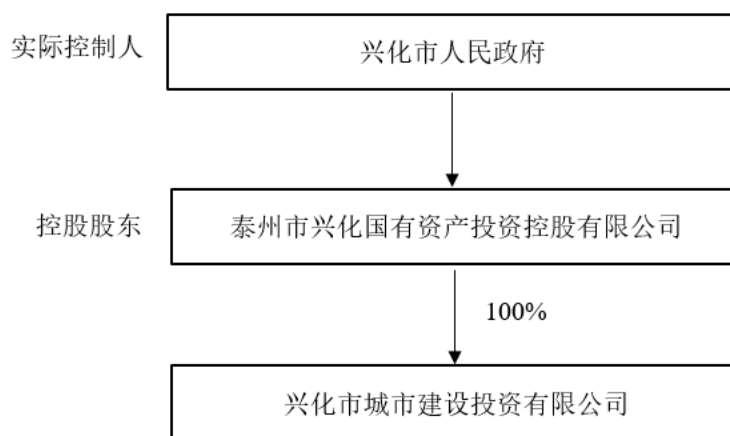 实际控制人
兴化市人民政府
控股股东
泰州市兴化国有资产投资控股有限公司
100%
兴化市城市建设投资有限公司